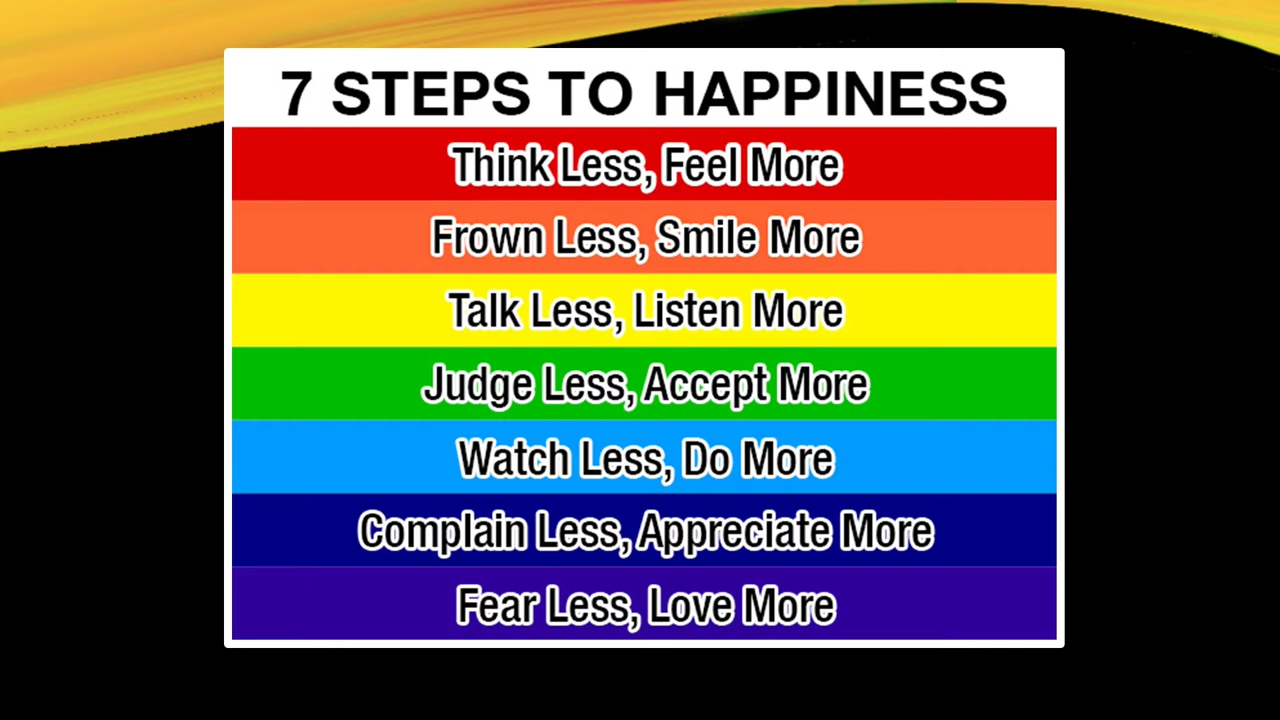 7 STEPS TO HAPPINESS
Think Less, Feel More
Frown Less, Smile More
Talk Less, Listen More
Judge Less, Accept More
Watch Less, Do More
Complain Less, Appreciate More
Fear Less, Love More